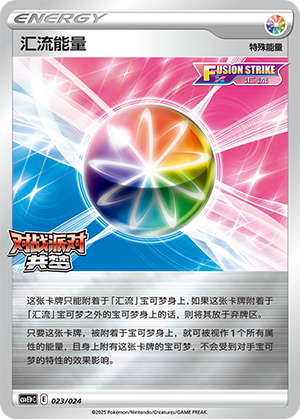 ENERGY
汇流能量
特殊能量
FUSION STRIKE
汇流
对战派对
共梦
这张卡牌只能附着于「汇流」宝可梦身上,如果这张卡牌附着于「汇流」宝可梦之外的宝可梦身上的话,则将其放于弃牌区。
只要这张卡牌,被附着于宝可梦身上,就可被视作1个所有属性的能量,且身上附有这张卡牌的宝可梦,不会受到对手宝可梦的特性的效果影响。
E
023/024
©2025 Pokémon/Nintendo/Creatures/GAME FREAK.